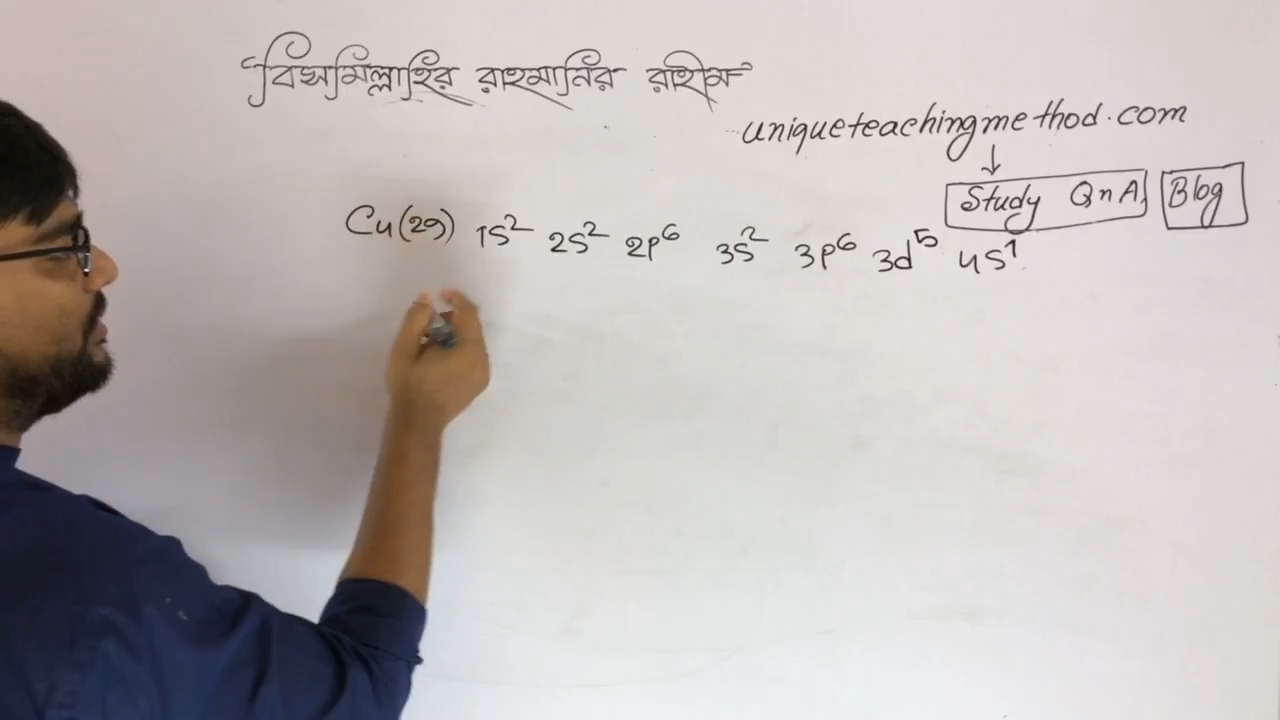 "বিসমিল্লাহির রাহমানির রাহীম"
uniqueteachingmethod.com
↓
Study QnA Blog
Cu(29) 1s² 2s² 2p⁶ 3s² 3p⁶ 3d⁵ 4s¹